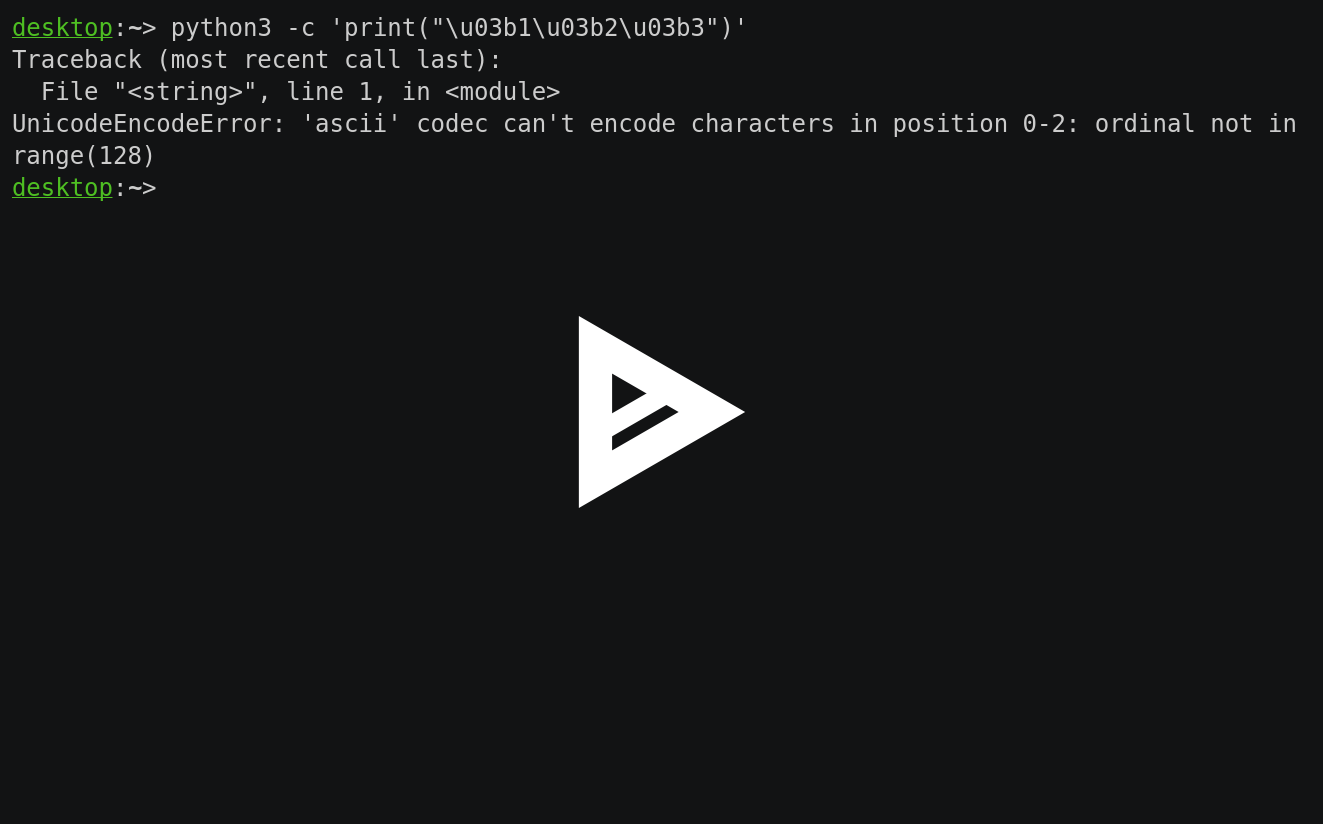 desktop:~> python3 -c 'print("\u03b1\u03b2\u03b3")'
Traceback (most recent call last):
  File "<string>", line 1, in <module>
UnicodeEncodeError: 'ascii' codec can't encode characters in position 0-2: ordinal not in
range(128)
desktop:~>